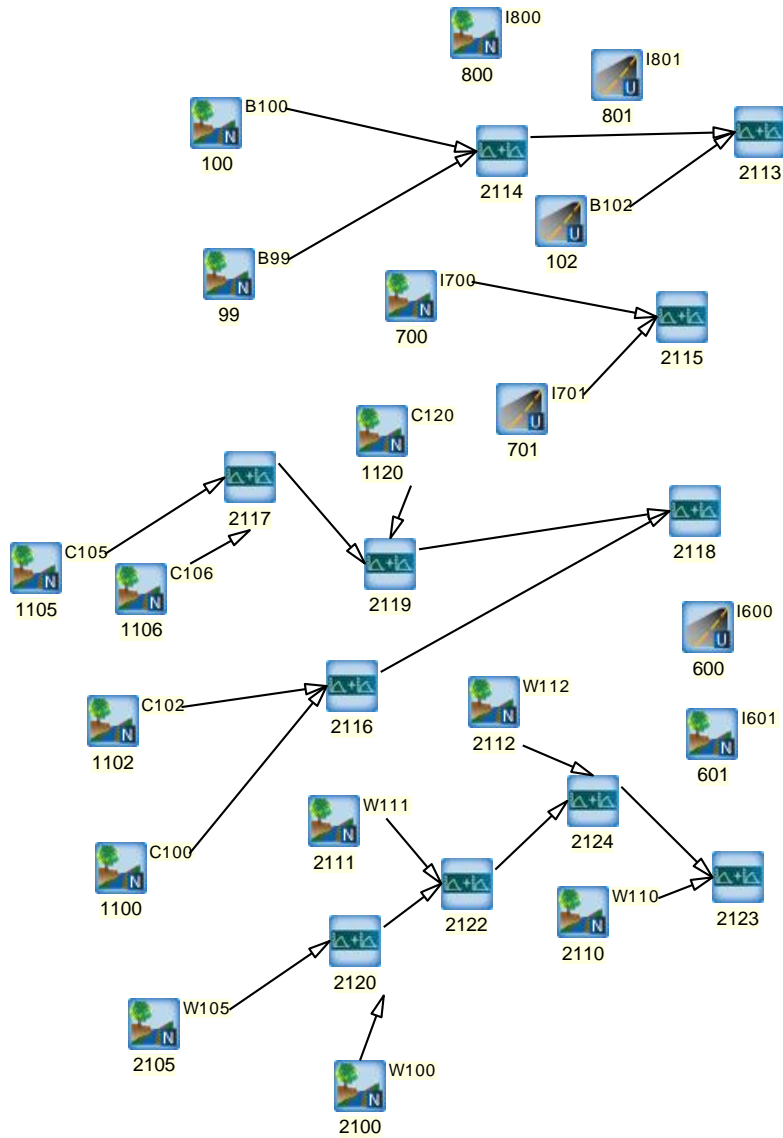 I800
N
800
I801
U
801
B100
N
100
2114
2113
B102
U
102
B99
N
99
I700
N
700
2115
I701
U
701
C120
N
1120
2117
C105
N
1105
C106
N
1106
2119
2118
I600
U
600
C102
N
1102
2116
W112
N
2112
I601
N
601
W111
N
2111
2124
C100
N
1100
2122
W110
N
2110
2123
2120
W105
N
2105
W100
N
2100